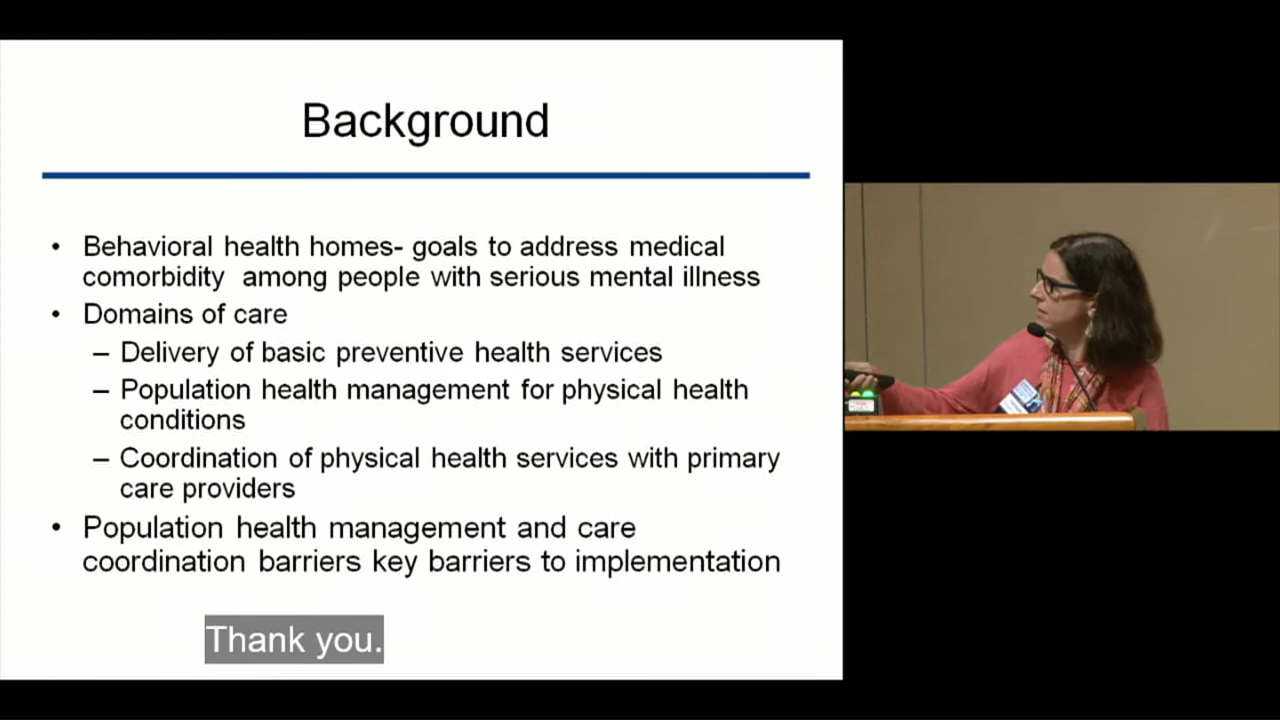 Background
• Behavioral health homes- goals to address medical
comorbidity among people with serious mental illness
• Domains of care
– Delivery of basic preventive health services
– Population health management for physical health
conditions
– Coordination of physical health services with primary
care providers
• Population health management and care
coordination barriers key barriers to implementation
Thank you.